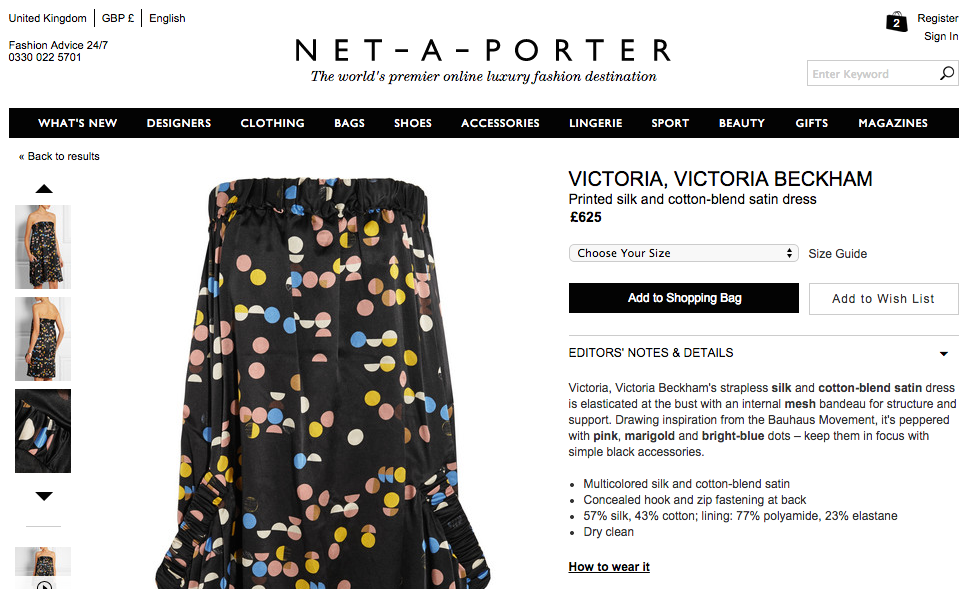 United Kingdom GBP £ English
Register
Sign In
2
Fashion Advice 24/7
0330 022 5701
NET-A-PORTER
The world's premier online luxury fashion destination
Enter Keyword
WHAT'S NEW DESIGNERS CLOTHING BAGS SHOES ACCESSORIES LINGERIE SPORT BEAUTY GIFTS MAGAZINES
« Back to results
VICTORIA, VICTORIA BECKHAM
Printed silk and cotton-blend satin dress
£625
Choose Your Size Size Guide
Add to Shopping Bag Add to Wish List
EDITORS' NOTES & DETAILS
Victoria, Victoria Beckham's strapless silk and cotton-blend satin dress
is elasticated at the bust with an internal mesh bandeau for structure and
support. Drawing inspiration from the Bauhaus Movement, it's peppered
with pink, marigold and bright-blue dots – keep them in focus with
simple black accessories.
• Multicolored silk and cotton-blend satin
• Concealed hook and zip fastening at back
• 57% silk, 43% cotton; lining: 77% polyamide, 23% elastane
• Dry clean
How to wear it